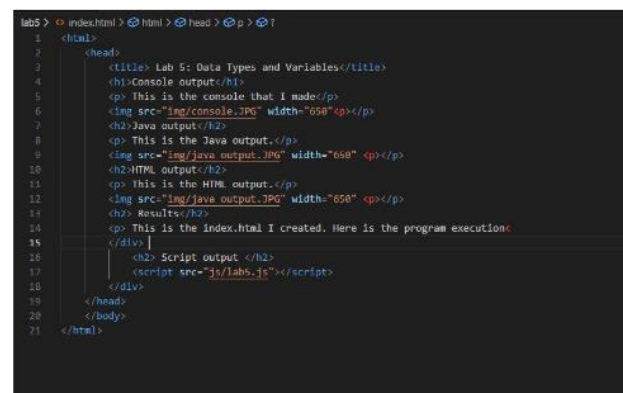 lab5 > index.html > html > head > p > ?
1 <html>
2 <head>
3 <title> Lab 5: Data Types and Variables</title>
4 <h1>Console output</h1>
5 <p> This is the console that I made</p>
6 <img src="img/console.JPG" width="650"<p></p>
7 <h2>Java output</h2>
8 <p> This is the Java output.</p>
9 <img src="img/java output.JPG" width="650" <p></p>
10 <h2>HTML output</h2>
11 <p> This is the HTML output.</p>
12 <img src="img/java output.JPG" width="650" <p></p>
13 <h2> Results</h2>
14 <p> This is the index.html I created. Here is the program execution<
15 </div>
16 <h2> Script output </h2>
17 <script src="js/lab5.js"></script>
18 </div>
19 </head>
20 </body>
21 </html>